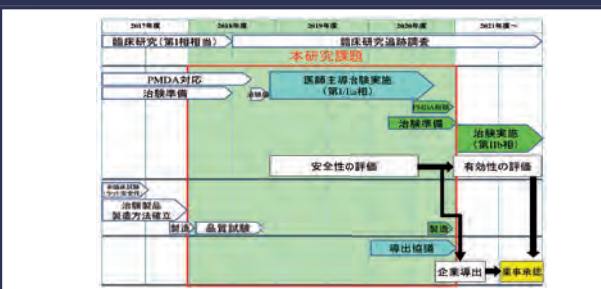 2017年度 2018年度 2019年度 2020年度 2021年度～
臨床研究(第I相相当) 臨床研究追跡調査
本研究課題
PMDA対応
治験準備
医師主導治験実施
(第I/IIa相)
治験準備
治験実施
(第IIb相)
安全性の評価 有効性の評価
治験製品
製造方法確立
製造 品質試験 製造
導出協議
企業導出 薬事承認